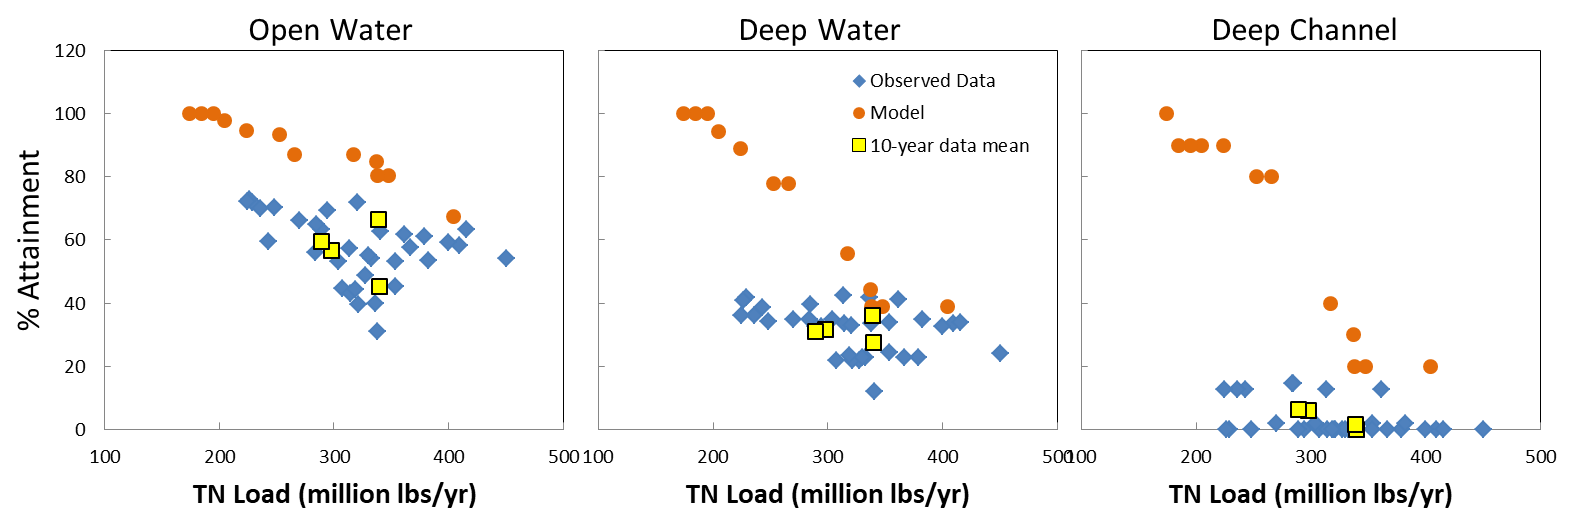 Open Water Deep Water Deep Channel
120
100
80
60
40
20
0
% Attainment
Observed Data
Model
10-year data mean
100 200 300 400 500 100 200 300 400 500 100 200 300 400 500
TN Load (million lbs/yr) TN Load (million lbs/yr) TN Load (million lbs/yr)